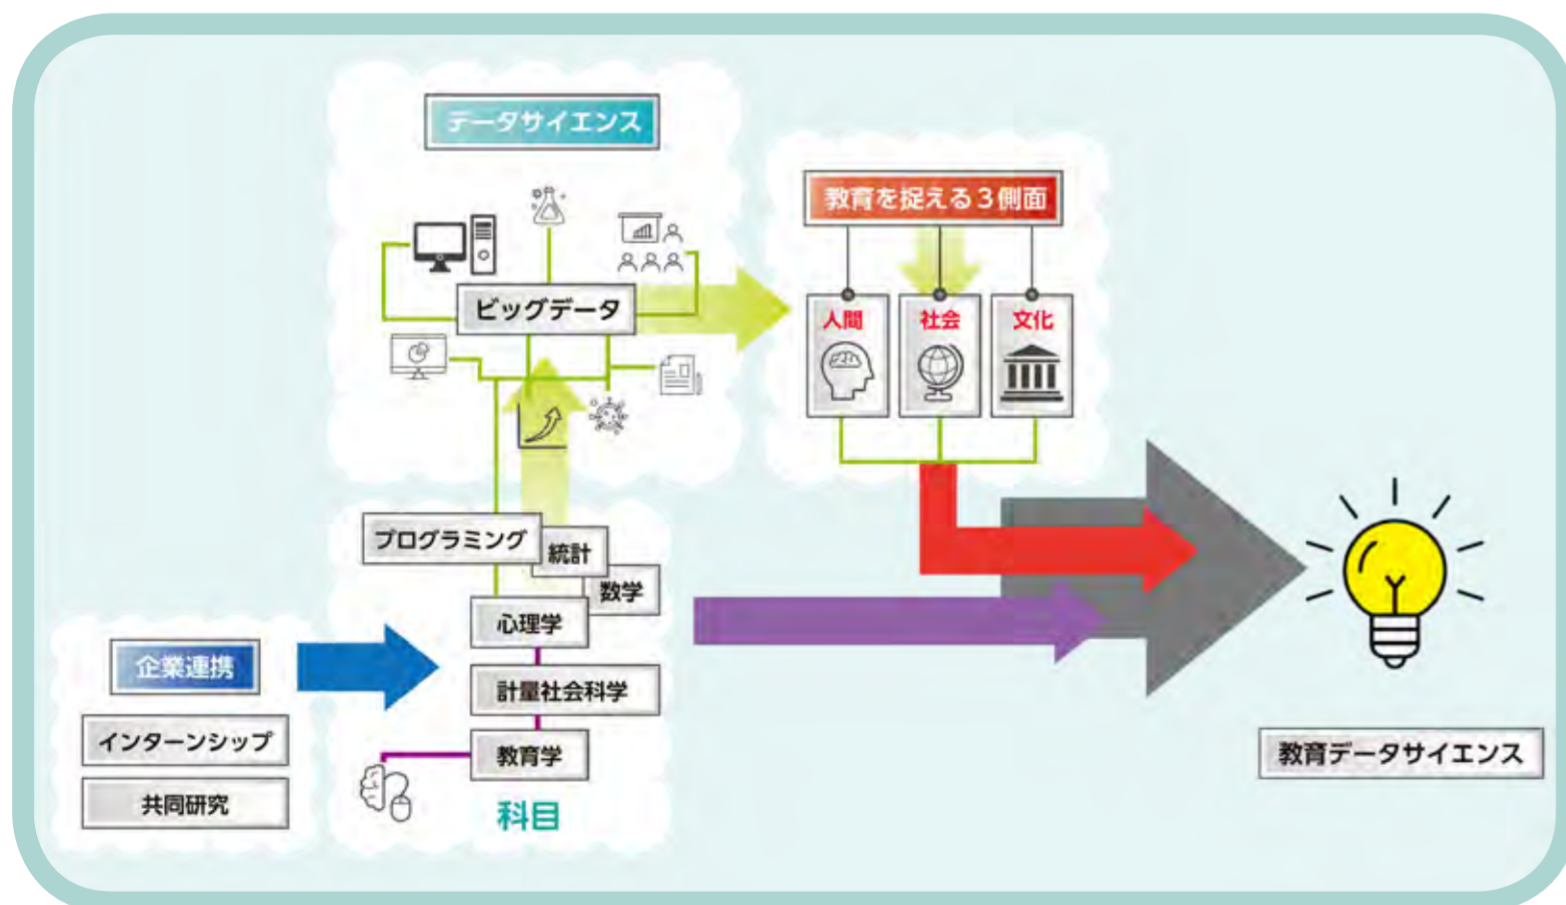 データサイエンス
ビッグデータ
教育を捉える３側面
人間
社会
文化
プログラミング
統計
数学
心理学
計量社会科学
教育学
科目
企業連携
インターンシップ
共同研究
教育データサイエンス